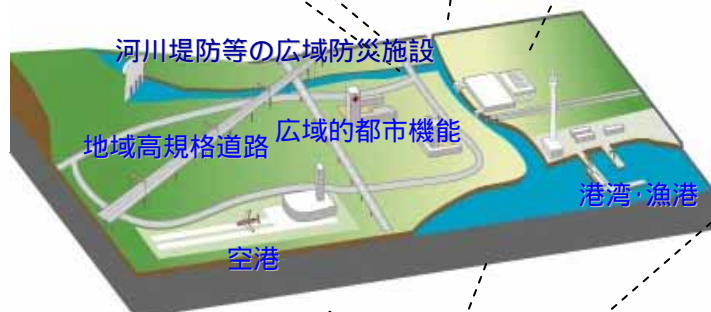 河川堤防等の広域防災施設
地域高規格道路
広域的都市機能
港湾・漁港
空港